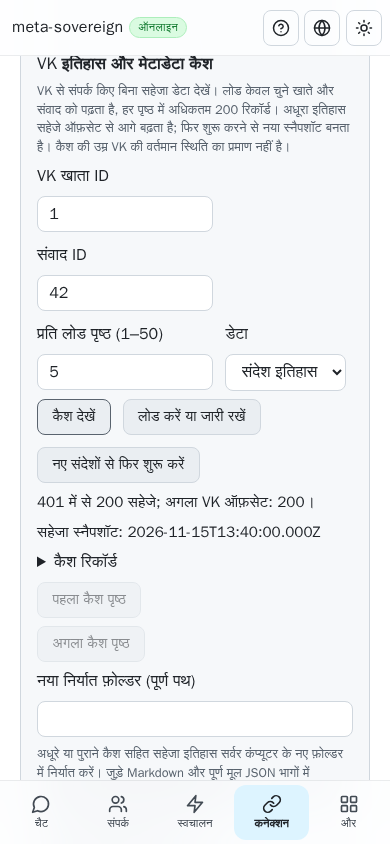 meta-sovereign ऑनलाइन
VK इतिहास और मेटाडेटा कैश
VK से संपर्क किए बिना सहेजा डेटा देखें। लोड केवल चुने खाते और
संवाद को पढ़ता है, हर पृष्ठ में अधिकतम 200 रिकॉर्ड। अधूरा इतिहास
सहेजे ऑफ़सेट से आगे बढ़ता है; फिर शुरू करने से नया स्नैपशॉट बनता
है। कैश की उम्र VK की वर्तमान स्थिति का प्रमाण नहीं है।
VK खाता ID
1
संवाद ID
42
प्रति लोड पृष्ठ (1–50) डेटा
5 संदेश इतिहास
कैश देखें लोड करें या जारी रखें
नए संदेशों से फिर शुरू करें
401 में से 200 सहेजे; अगला VK ऑफ़सेट: 200।
सहेजा स्नैपशॉट: 2026-11-15T13:40:00.000Z
कैश रिकॉर्ड
पहला कैश पृष्ठ
अगला कैश पृष्ठ
नया निर्यात फ़ोल्डर (पूर्ण पथ)
अधूरे या पुराने कैश सहित सहेजा इतिहास सर्वर कंप्यूटर के नए फ़ोल्डर
में निर्यात करें। जुड़े Markdown और पूर्ण मूल JSON भागों में
चैट संपर्क स्वचालन कनेक्शन और